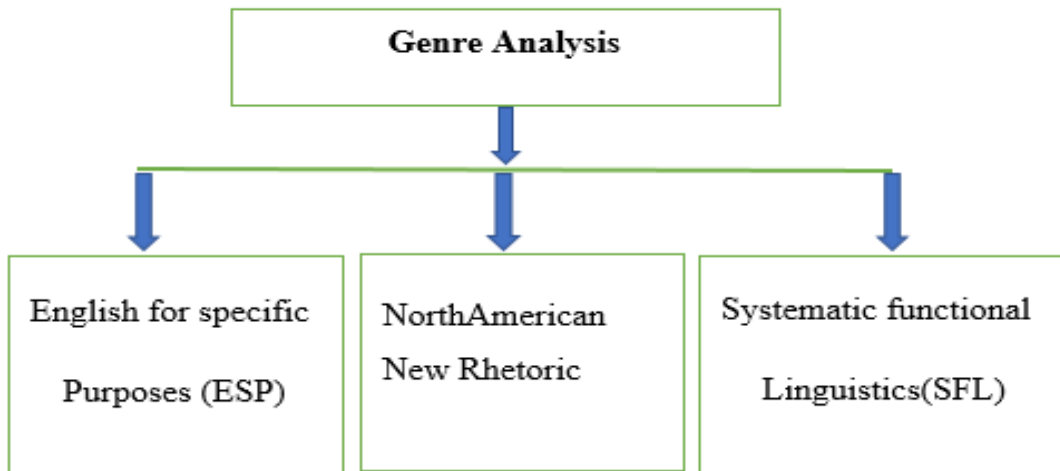 Genre Analysis
English for specific
Purposes (ESP)
NorthAmerican
New Rhetoric
Systematic functional
Linguistics(SFL)